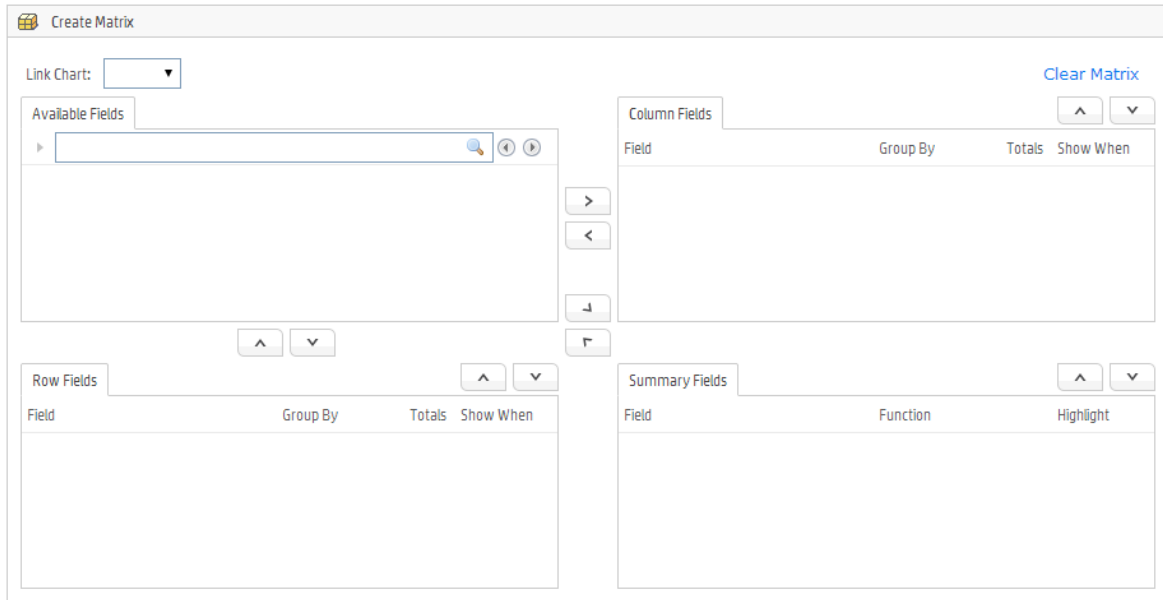 Create Matrix
Link Chart:
Clear Matrix
Available Fields
Column Fields
Field Group By Totals Show When
Row Fields
Field Group By Totals Show When
Summary Fields
Field Function Highlight